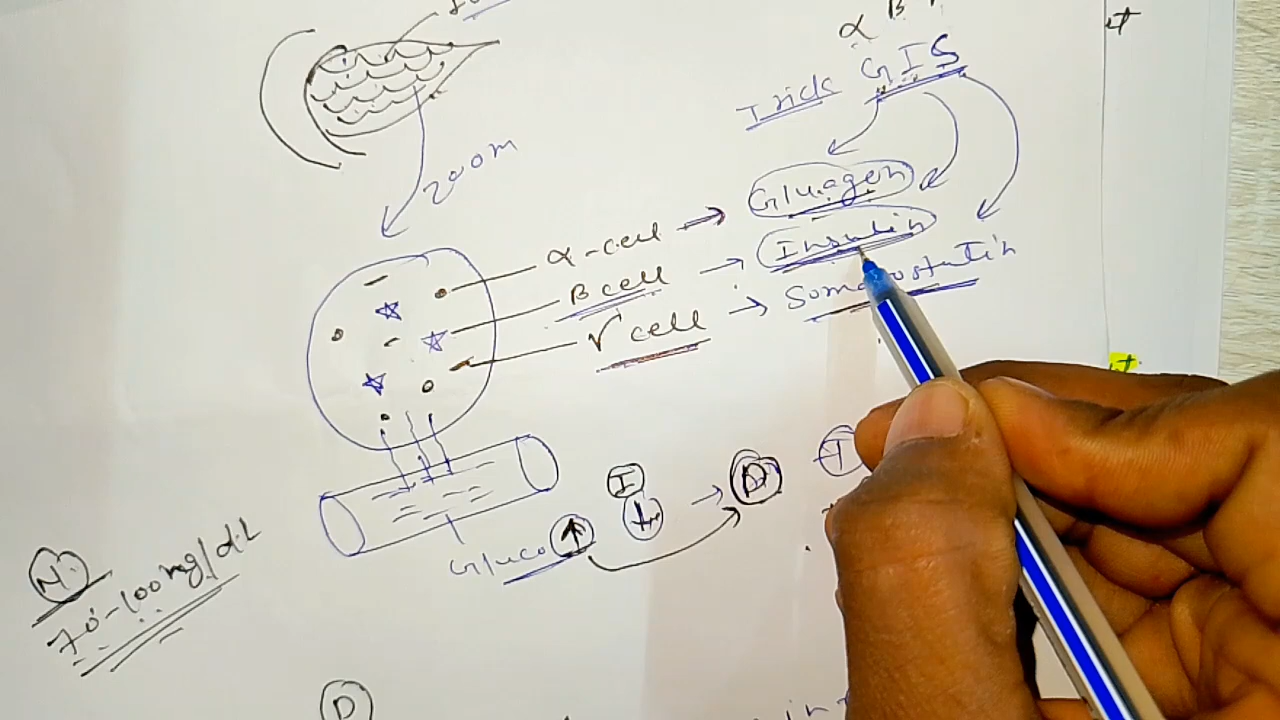 α B
Trick GIS
zoom
Glucagon
α-cell →
Insulin
B cell →
Somatostatin
r cell →
I
D
I
Gluco ↑
N
70-100 mg/dL
D